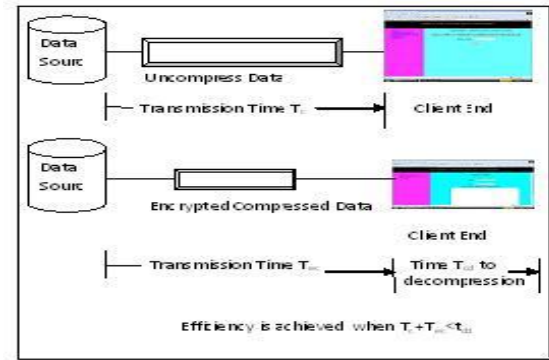 Data
Sourc
Uncompress Data
Transmission Time T
Client End
Data
Sourc
Encrypted Compressed Data
Client End
Transmission Time T
Time T to
decompression
Efficiency is achieved when